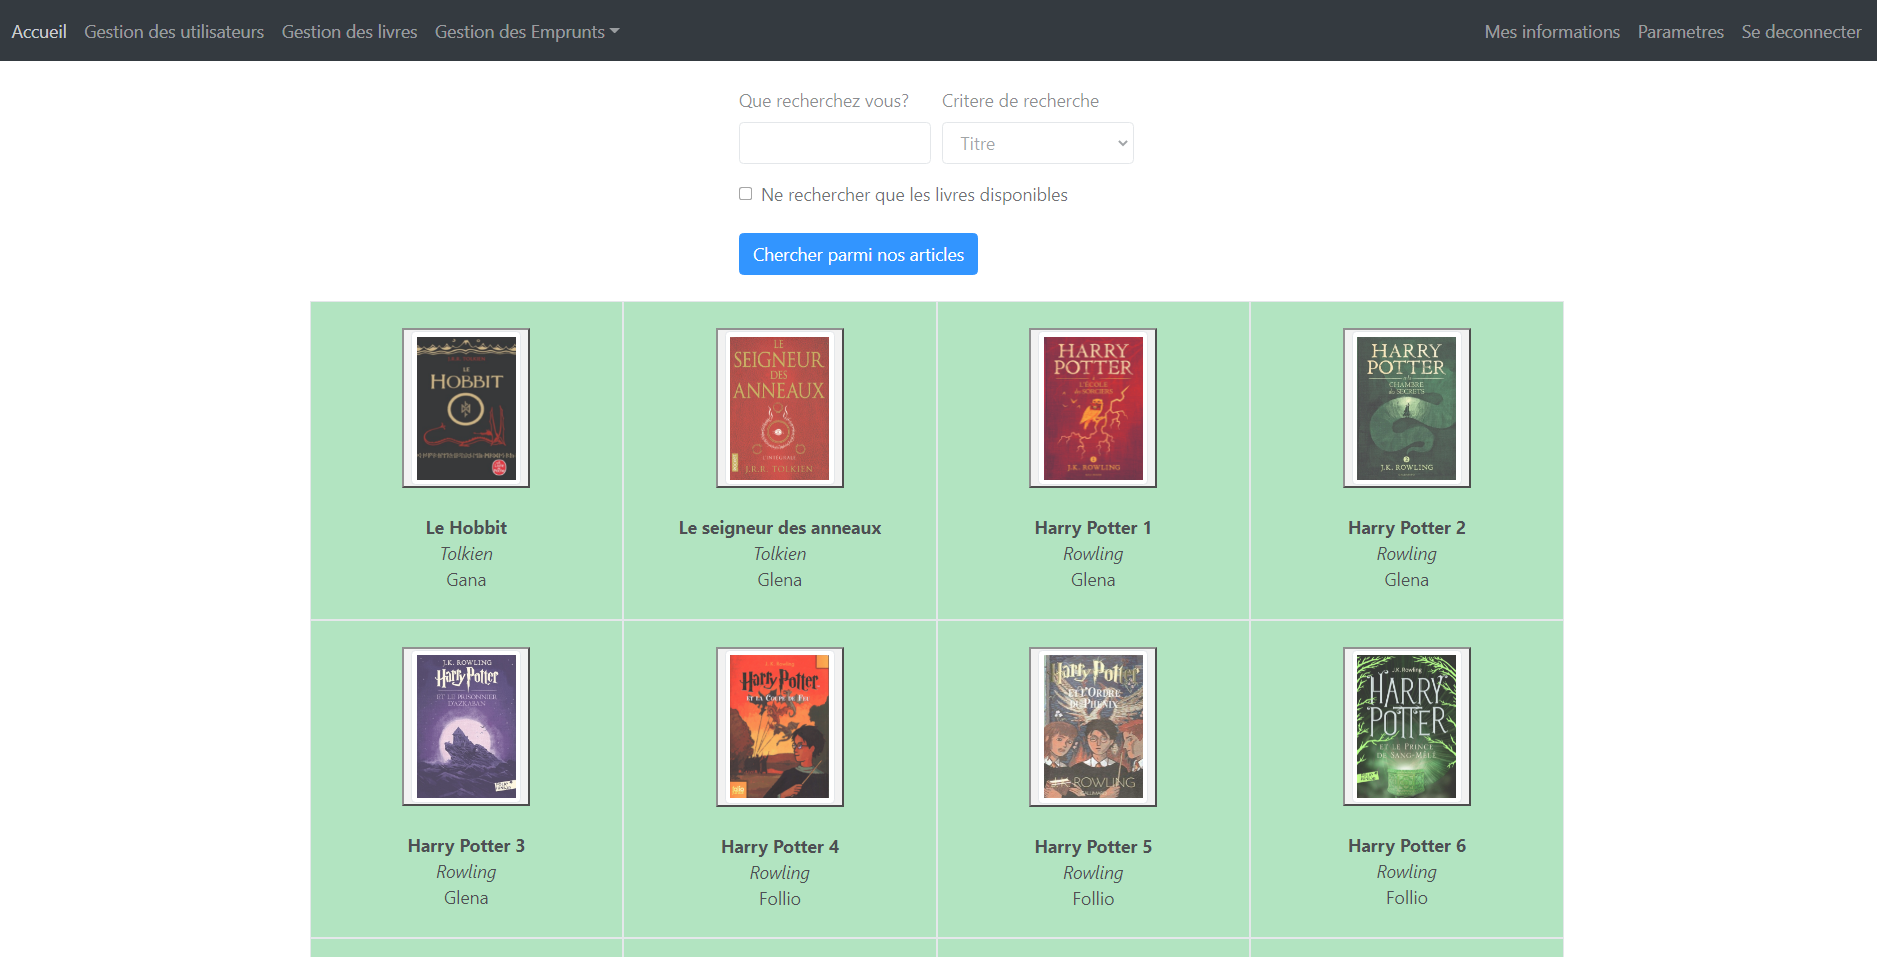 Accueil Gestion des utilisateurs Gestion des livres Gestion des Emprunts Mes informations Parametres Se deconnecter
Que recherchez vous? Critere de recherche
Titre
Ne rechercher que les livres disponibles
Chercher parmi nos articles
LE
HOBBIT
LE
SEIGNEUR
DES
ANNEAUX
L'INTÉGRALE
J.R.R. TOLKIEN
HARRY
POTTER
À L'ÉCOLE
des SORCIERS
J.K. ROWLING
HARRY
POTTER
et la
CHAMBRE
des SECRETS
2
J.K. ROWLING
Le Hobbit
Tolkien
Gana
Le seigneur des anneaux
Tolkien
Glena
Harry Potter 1
Rowling
Glena
Harry Potter 2
Rowling
Glena
J.K. ROWLING
Harry Potter
ET LE PRISONNIER
D'AZKABAN
J.K. Rowling
Harry Potter
ET LA COUPE DE FEU
folio
Harry Potter
ET L'ORDRE
DU PHÉNIX
J.K. ROWLING
GALLIMARD
J.K. Rowling
HARRY
POTTER
ET LE PRINCE
DE SANG-MÊLÉ
Harry Potter 3
Rowling
Glena
Harry Potter 4
Rowling
Follio
Harry Potter 5
Rowling
Follio
Harry Potter 6
Rowling
Follio